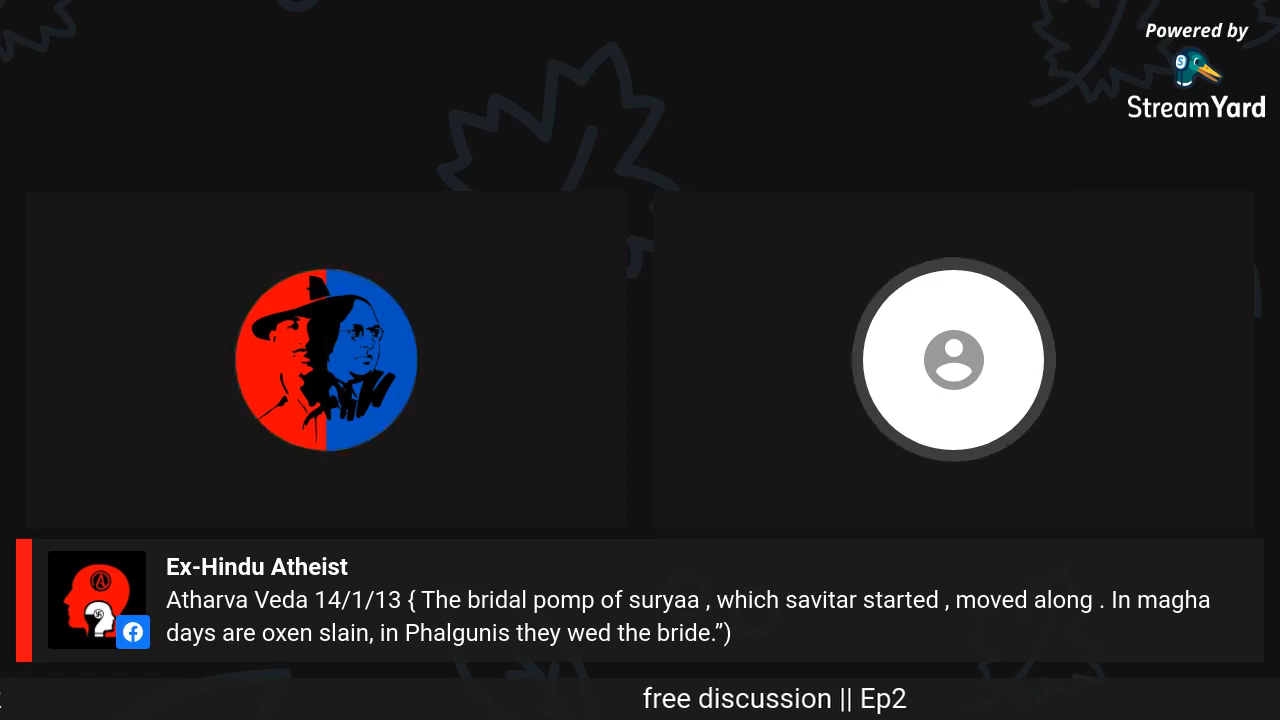 Powered by
StreamYard
Ex-Hindu Atheist
Atharva Veda 14/1/13 { The bridal pomp of suryaa , which savitar started , moved along . In magha
days are oxen slain, in Phalgunis they wed the bride.”)
free discussion || Ep2